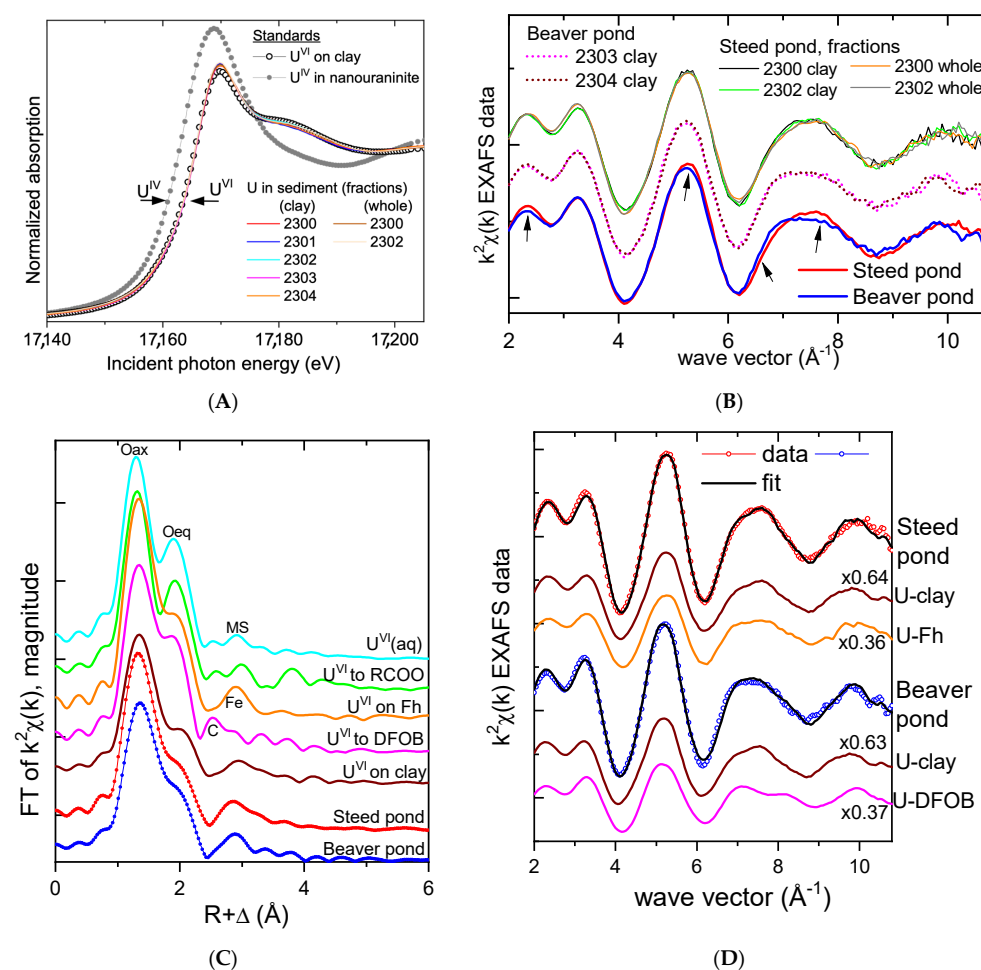 Standards
U^VI on clay
U^IV in nanouraninite
U^IV
U^VI
U in sediment (fractions)
(clay) (whole)
2300 2300
2301 2302
2302
2303
2304
Normalized absorption
17,140 17,160 17,180 17,200
Incident photon energy (eV)
(A)
Beaver pond
2303 clay
2304 clay
Steed pond, fractions
2300 clay 2300 whole
2302 clay 2302 whole
k²χ(k) EXAFS data
Steed pond
Beaver pond
2 4 6 8 10
wave vector (Å⁻¹)
(B)
Oax
Oeq
MS
U^VI(aq)
U^VI to RCOO
Fe
U^VI on Fh
C
U^VI to DFOB
U^VI on clay
Steed pond
Beaver pond
FT of k²χ(k), magnitude
0 2 4 6
R+Δ (Å)
(C)
data
fit
Steed
pond
x0.64
U-clay
U-Fh
x0.36
Beaver
pond
x0.63
U-clay
U-DFOB
x0.37
k²χ(k) EXAFS data
2 4 6 8 10
wave vector (Å⁻¹)
(D)